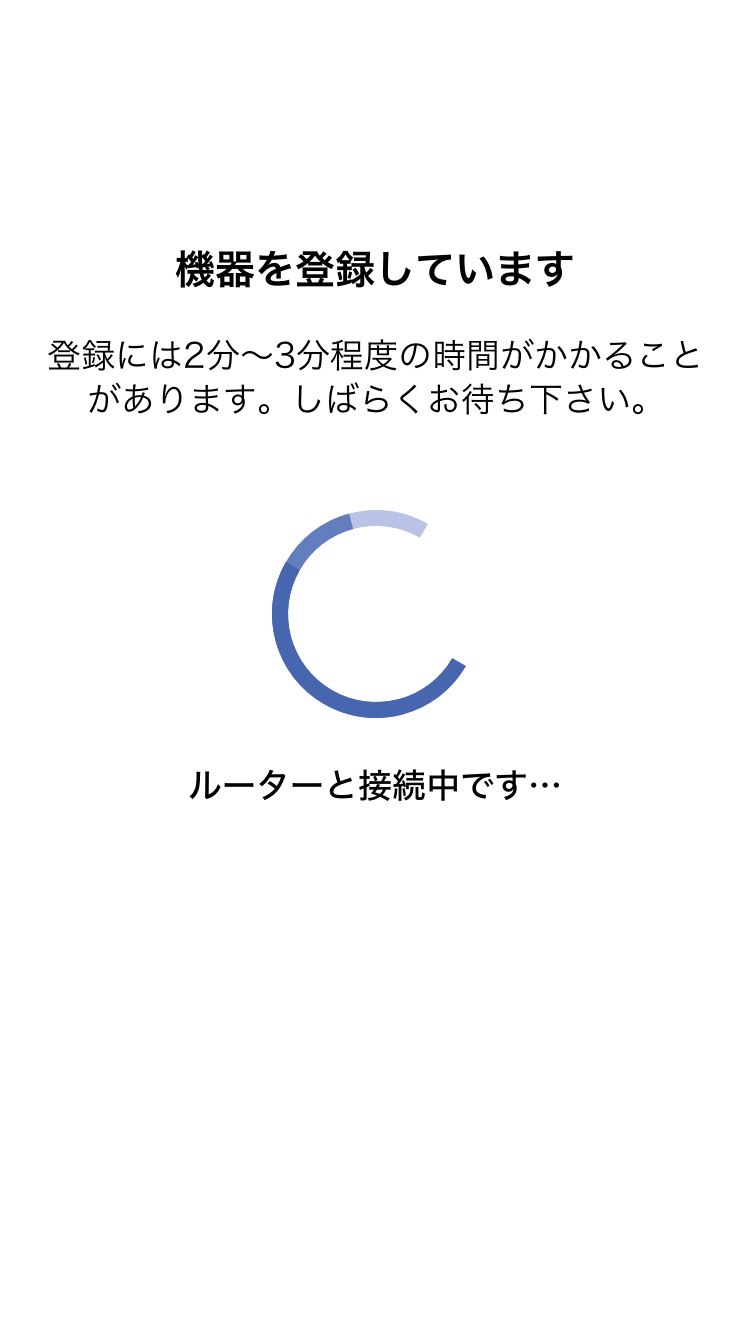 機器を登録しています
登録には2分〜3分程度の時間がかかること
があります。しばらくお待ち下さい。
ルーターと接続中です…